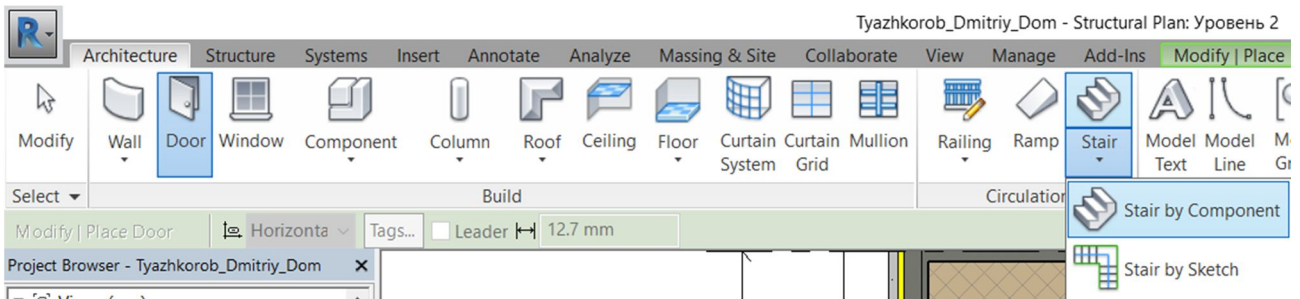 Tyazhkorob_Dmitriy_Dom - Structural Plan: Уровень 2
Architecture Structure Systems Insert Annotate Analyze Massing & Site Collaborate View Manage Add-Ins Modify | Place
Modify Wall Door Window Component Column Roof Ceiling Floor Curtain System Curtain Grid Mullion Railing Ramp Stair Model Text Model Line
Select Build Circulation
Stair by Component
Modify | Place Door Horizonta Tags... Leader 12.7 mm
Project Browser - Tyazhkorob_Dmitriy_Dom
Stair by Sketch